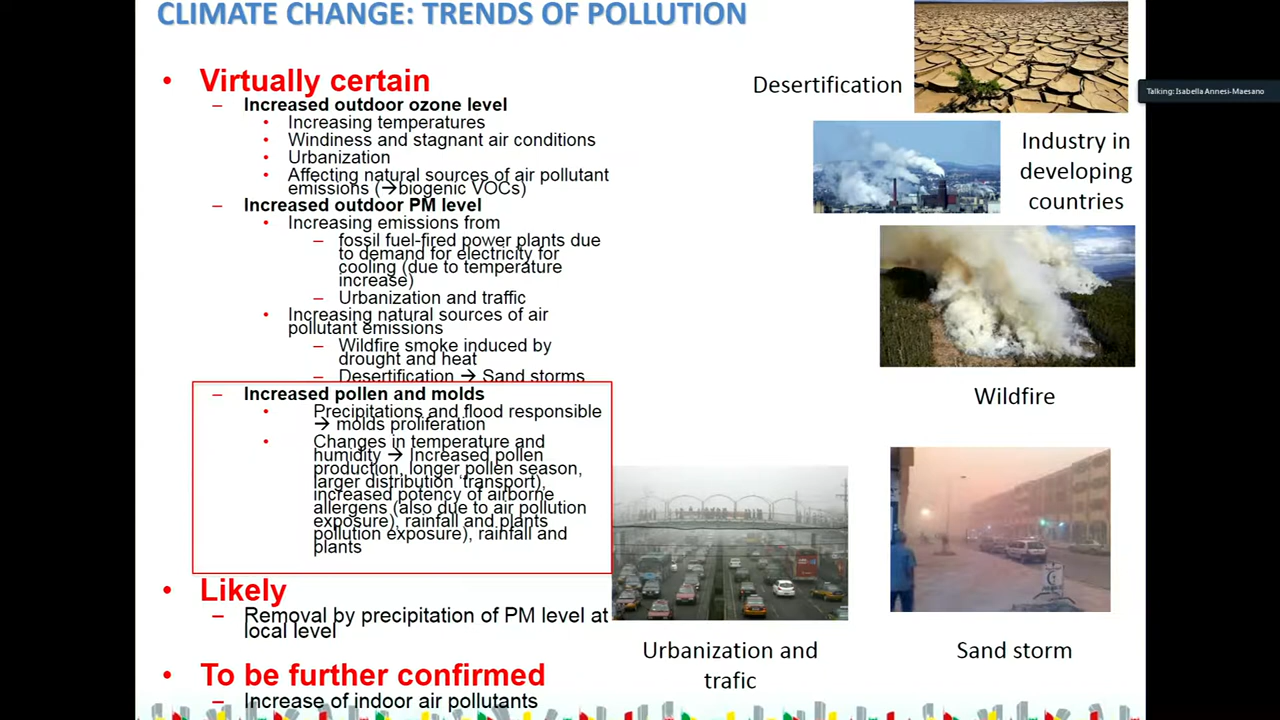 CLIMATE CHANGE: TRENDS OF POLLUTION
• Virtually certain
– Increased outdoor ozone level
• Increasing temperatures
• Windiness and stagnant air conditions
• Urbanization
• Affecting natural sources of air pollutant
emissions (→biogenic VOCs)
– Increased outdoor PM level
• Increasing emissions from
– fossil fuel-fired power plants due
to demand for electricity for
cooling (due to temperature
increase)
– Urbanization and traffic
• Increasing natural sources of air
pollutant emissions
– Wildfire smoke induced by
drought and heat
– Desertification → Sand storms
– Increased pollen and molds
• Precipitations and flood responsible
→ molds proliferation
• Changes in temperature and
humidity → Increased pollen
production, longer pollen season,
larger distribution ‘transport),
increased potency of airborne
allergens (also due to air pollution
exposure), rainfall and plants
pollution exposure), rainfall and
plants
• Likely
– Removal by precipitation of PM level at
local level
• To be further confirmed
– Increase of indoor air pollutants
Desertification
Talking: Isabella Annesi-Maesano
Industry in
developing
countries
Wildfire
Urbanization and
trafic
Sand storm